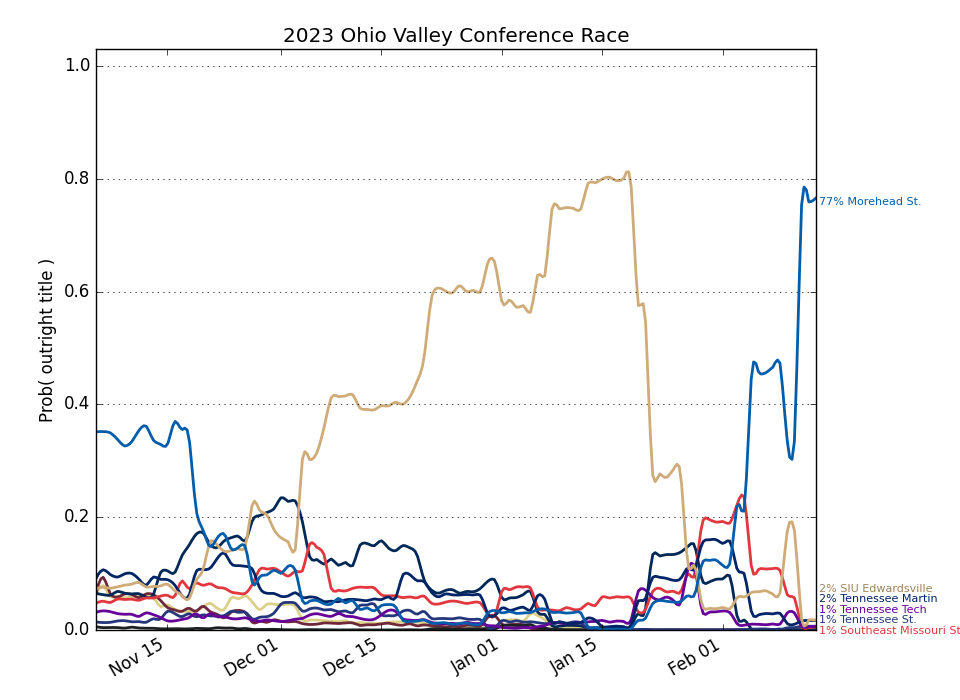 2023 Ohio Valley Conference Race
1.0
0.8
0.6
0.4
0.2
0.0
Prob( outright title )
Nov 15
Dec 01
Dec 15
Jan 01
Jan 15
Feb 01
77% Morehead St.
2% SIU Edwardsville
2% Tennessee Martin
1% Tennessee Tech
1% Tennessee St.
1% Southeast Missouri St